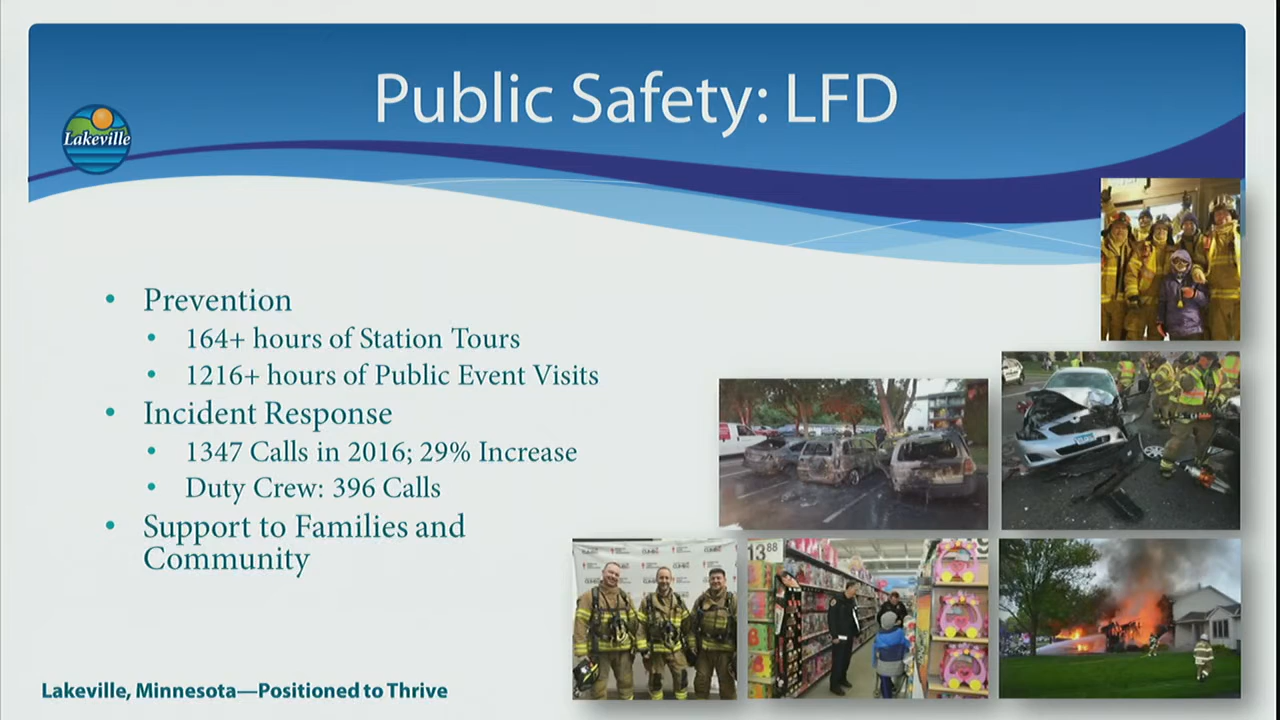 Public Safety: LFD
Lakeville
• Prevention
• 164+ hours of Station Tours
• 1216+ hours of Public Event Visits
• Incident Response
• 1347 Calls in 2016; 29% Increase
• Duty Crew: 396 Calls
• Support to Families and
Community
13 88
8
8
Lakeville, Minnesota—Positioned to Thrive